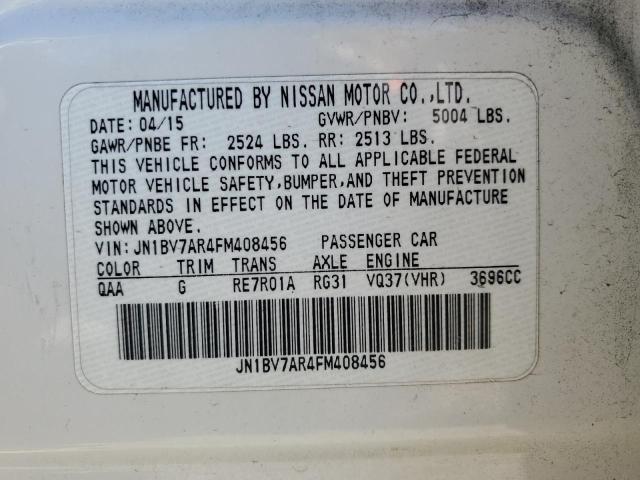 MANUFACTURED BY NISSAN MOTOR CO.,LTD.
DATE: 04/15 GVWR/PNBV: 5004 LBS.
GAWR/PNBE FR: 2524 LBS. RR: 2513 LBS.
THIS VEHICLE CONFORMS TO ALL APPLICABLE FEDERAL
MOTOR VEHICLE SAFETY,BUMPER,AND THEFT PREVENTION
STANDARDS IN EFFECT ON THE DATE OF MANUFACTURE
SHOWN ABOVE.
VIN:JN1BV7AR4FM408456 PASSENGER CAR
COLOR TRIM TRANS AXLE ENGINE
QAA G RE7R01A RG31 VQ37(VHR) 3696CC
JN1BV7AR4FM408456